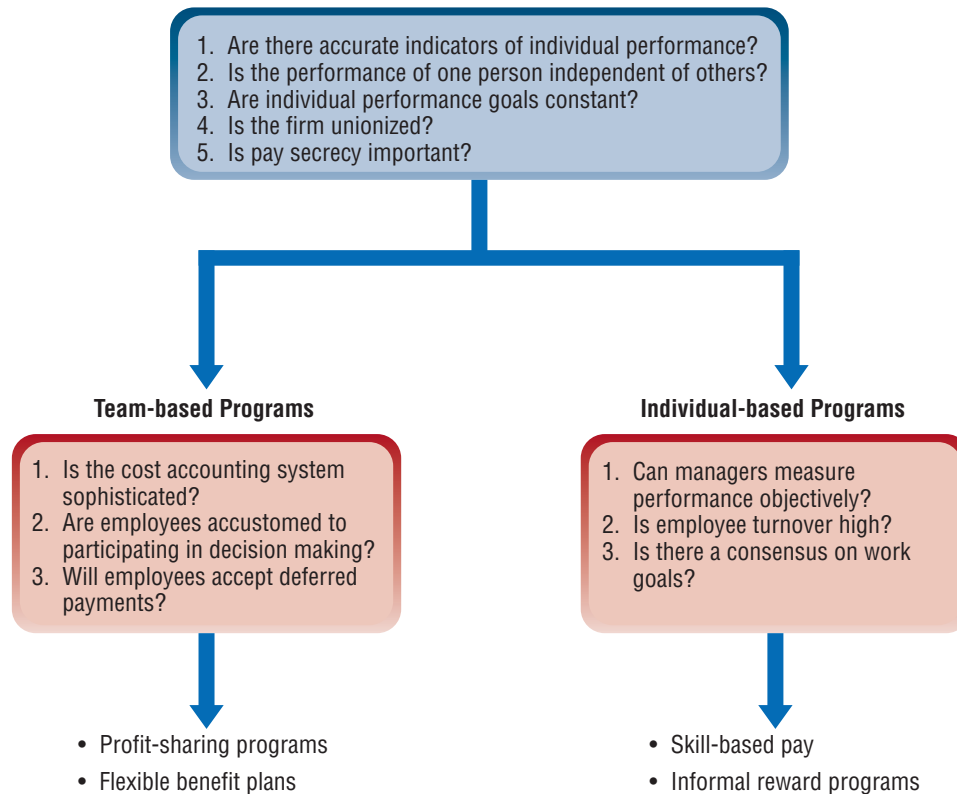 1. Are there accurate indicators of individual performance?
2. Is the performance of one person independent of others?
3. Are individual performance goals constant?
4. Is the firm unionized?
5. Is pay secrecy important?
Team-based Programs
1. Is the cost accounting system
sophisticated?
2. Are employees accustomed to
participating in decision making?
3. Will employees accept deferred
payments?
• Profit-sharing programs
• Flexible benefit plans
Individual-based Programs
1. Can managers measure
performance objectively?
2. Is employee turnover high?
3. Is there a consensus on work
goals?
• Skill-based pay
• Informal reward programs